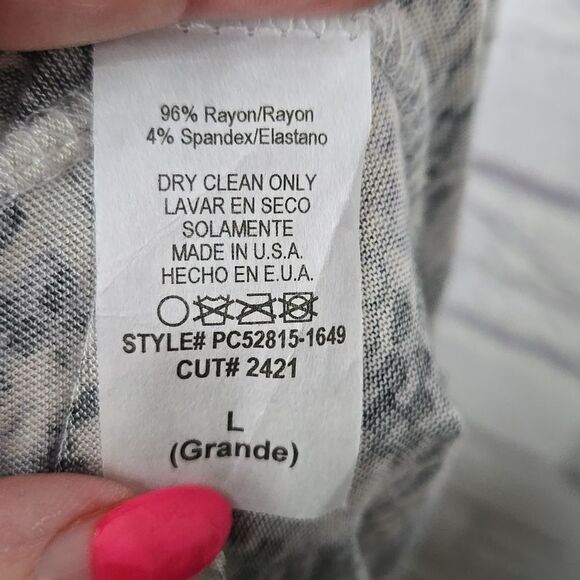 96% Rayon/Rayon
4% Spandex/Elastano
DRY CLEAN ONLY
LAVAR EN SECO
SOLAMENTE
MADE IN U.S.A.
HECHO EN E.U.A.
STYLE# PC52815-1649
CUT# 2421
L
(Grande)